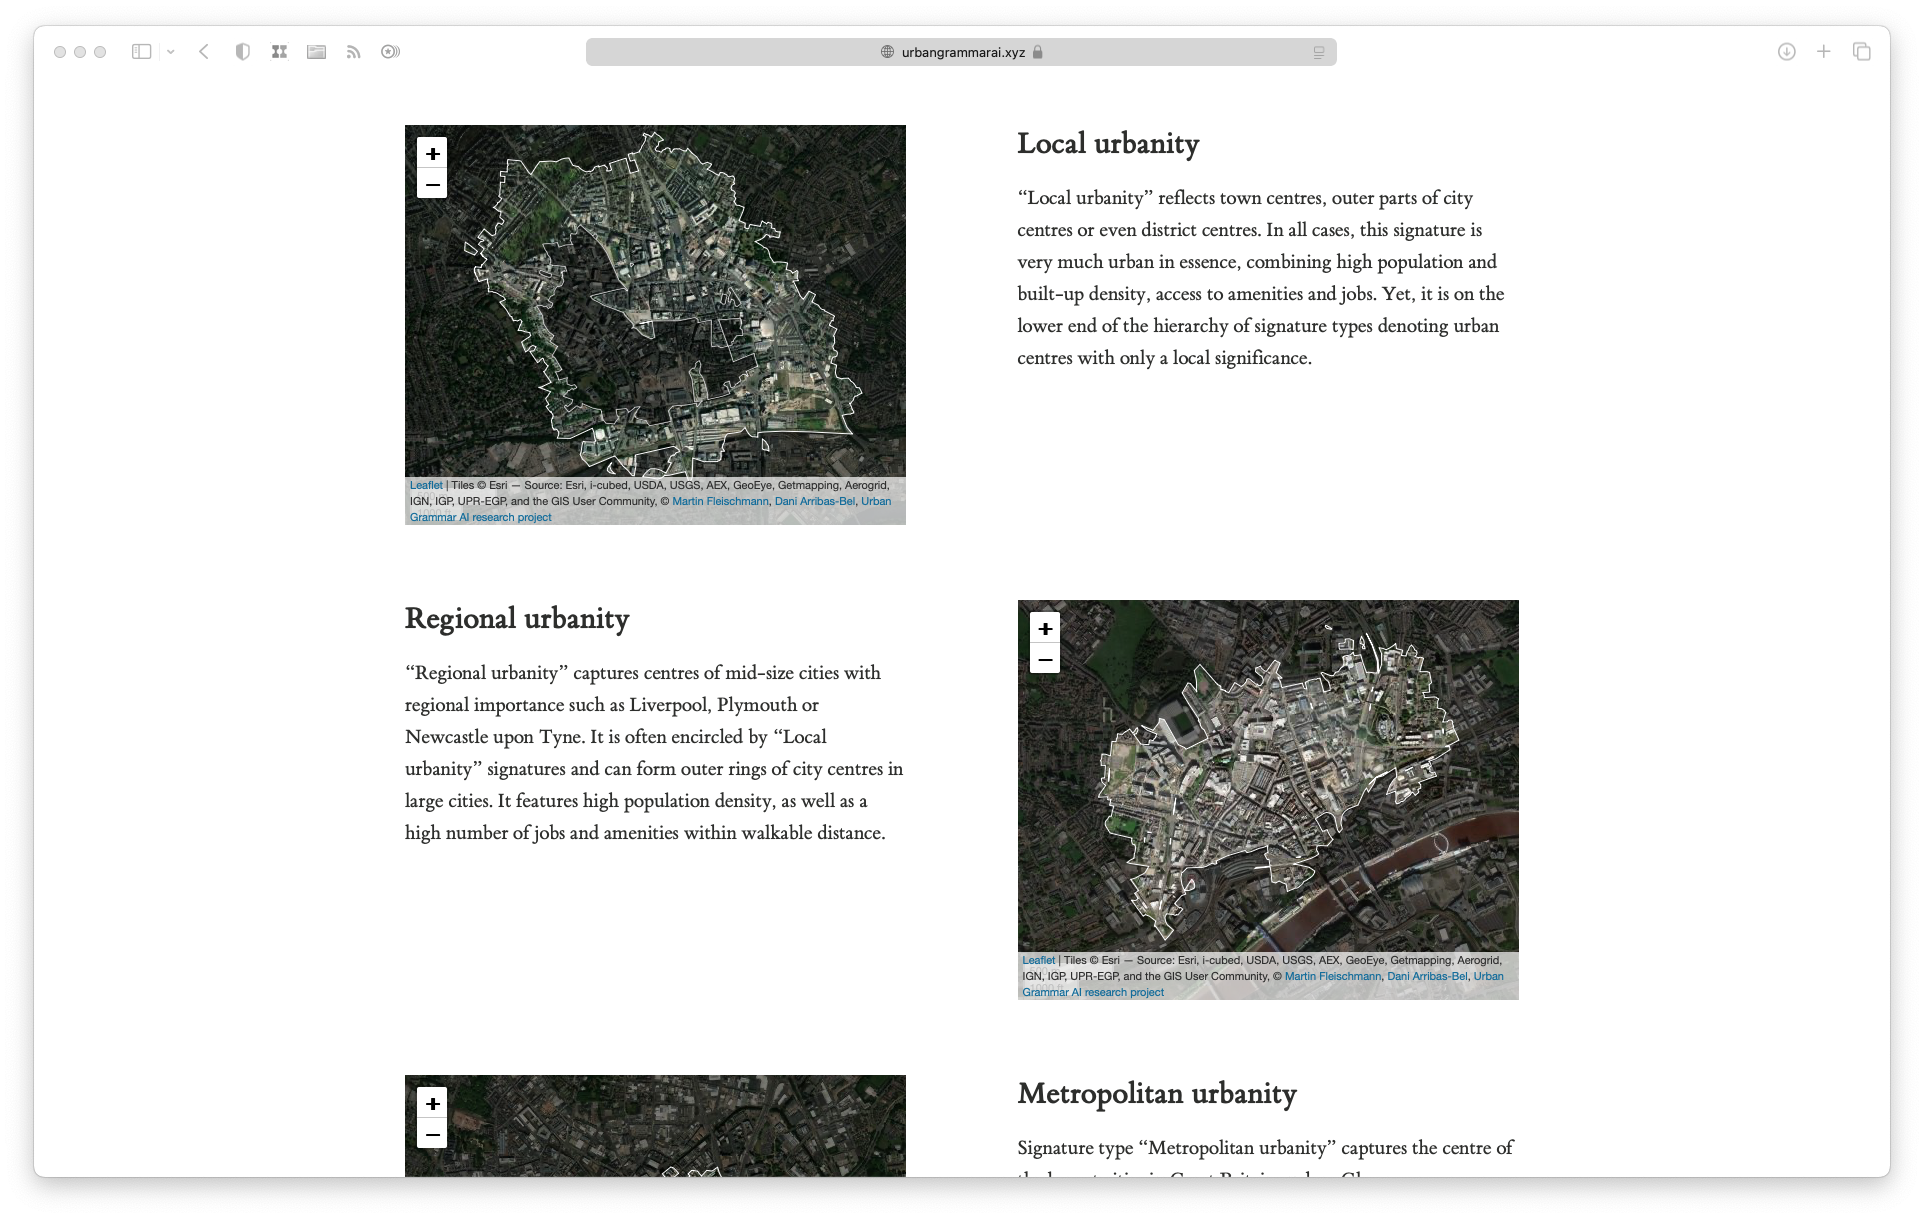 urbangrammarai.xyz
+
−
Leaflet | Tiles © Esri — Source: Esri, i-cubed, USDA, USGS, AEX, GeoEye, Getmapping, Aerogrid,
IGN, IGP, UPR-EGP, and the GIS User Community, © Martin Fleischmann, Dani Arribas-Bel, Urban
Grammar AI research project
Local urbanity
“Local urbanity” reflects town centres, outer parts of city
centres or even district centres. In all cases, this signature is
very much urban in essence, combining high population and
built-up density, access to amenities and jobs. Yet, it is on the
lower end of the hierarchy of signature types denoting urban
centres with only a local significance.
Regional urbanity
“Regional urbanity” captures centres of mid-size cities with
regional importance such as Liverpool, Plymouth or
Newcastle upon Tyne. It is often encircled by “Local
urbanity” signatures and can form outer rings of city centres in
large cities. It features high population density, as well as a
high number of jobs and amenities within walkable distance.
+
−
Leaflet | Tiles © Esri — Source: Esri, i-cubed, USDA, USGS, AEX, GeoEye, Getmapping, Aerogrid,
IGN, IGP, UPR-EGP, and the GIS User Community, © Martin Fleischmann, Dani Arribas-Bel, Urban
Grammar AI research project
+
−
Metropolitan urbanity
Signature type “Metropolitan urbanity” captures the centre of